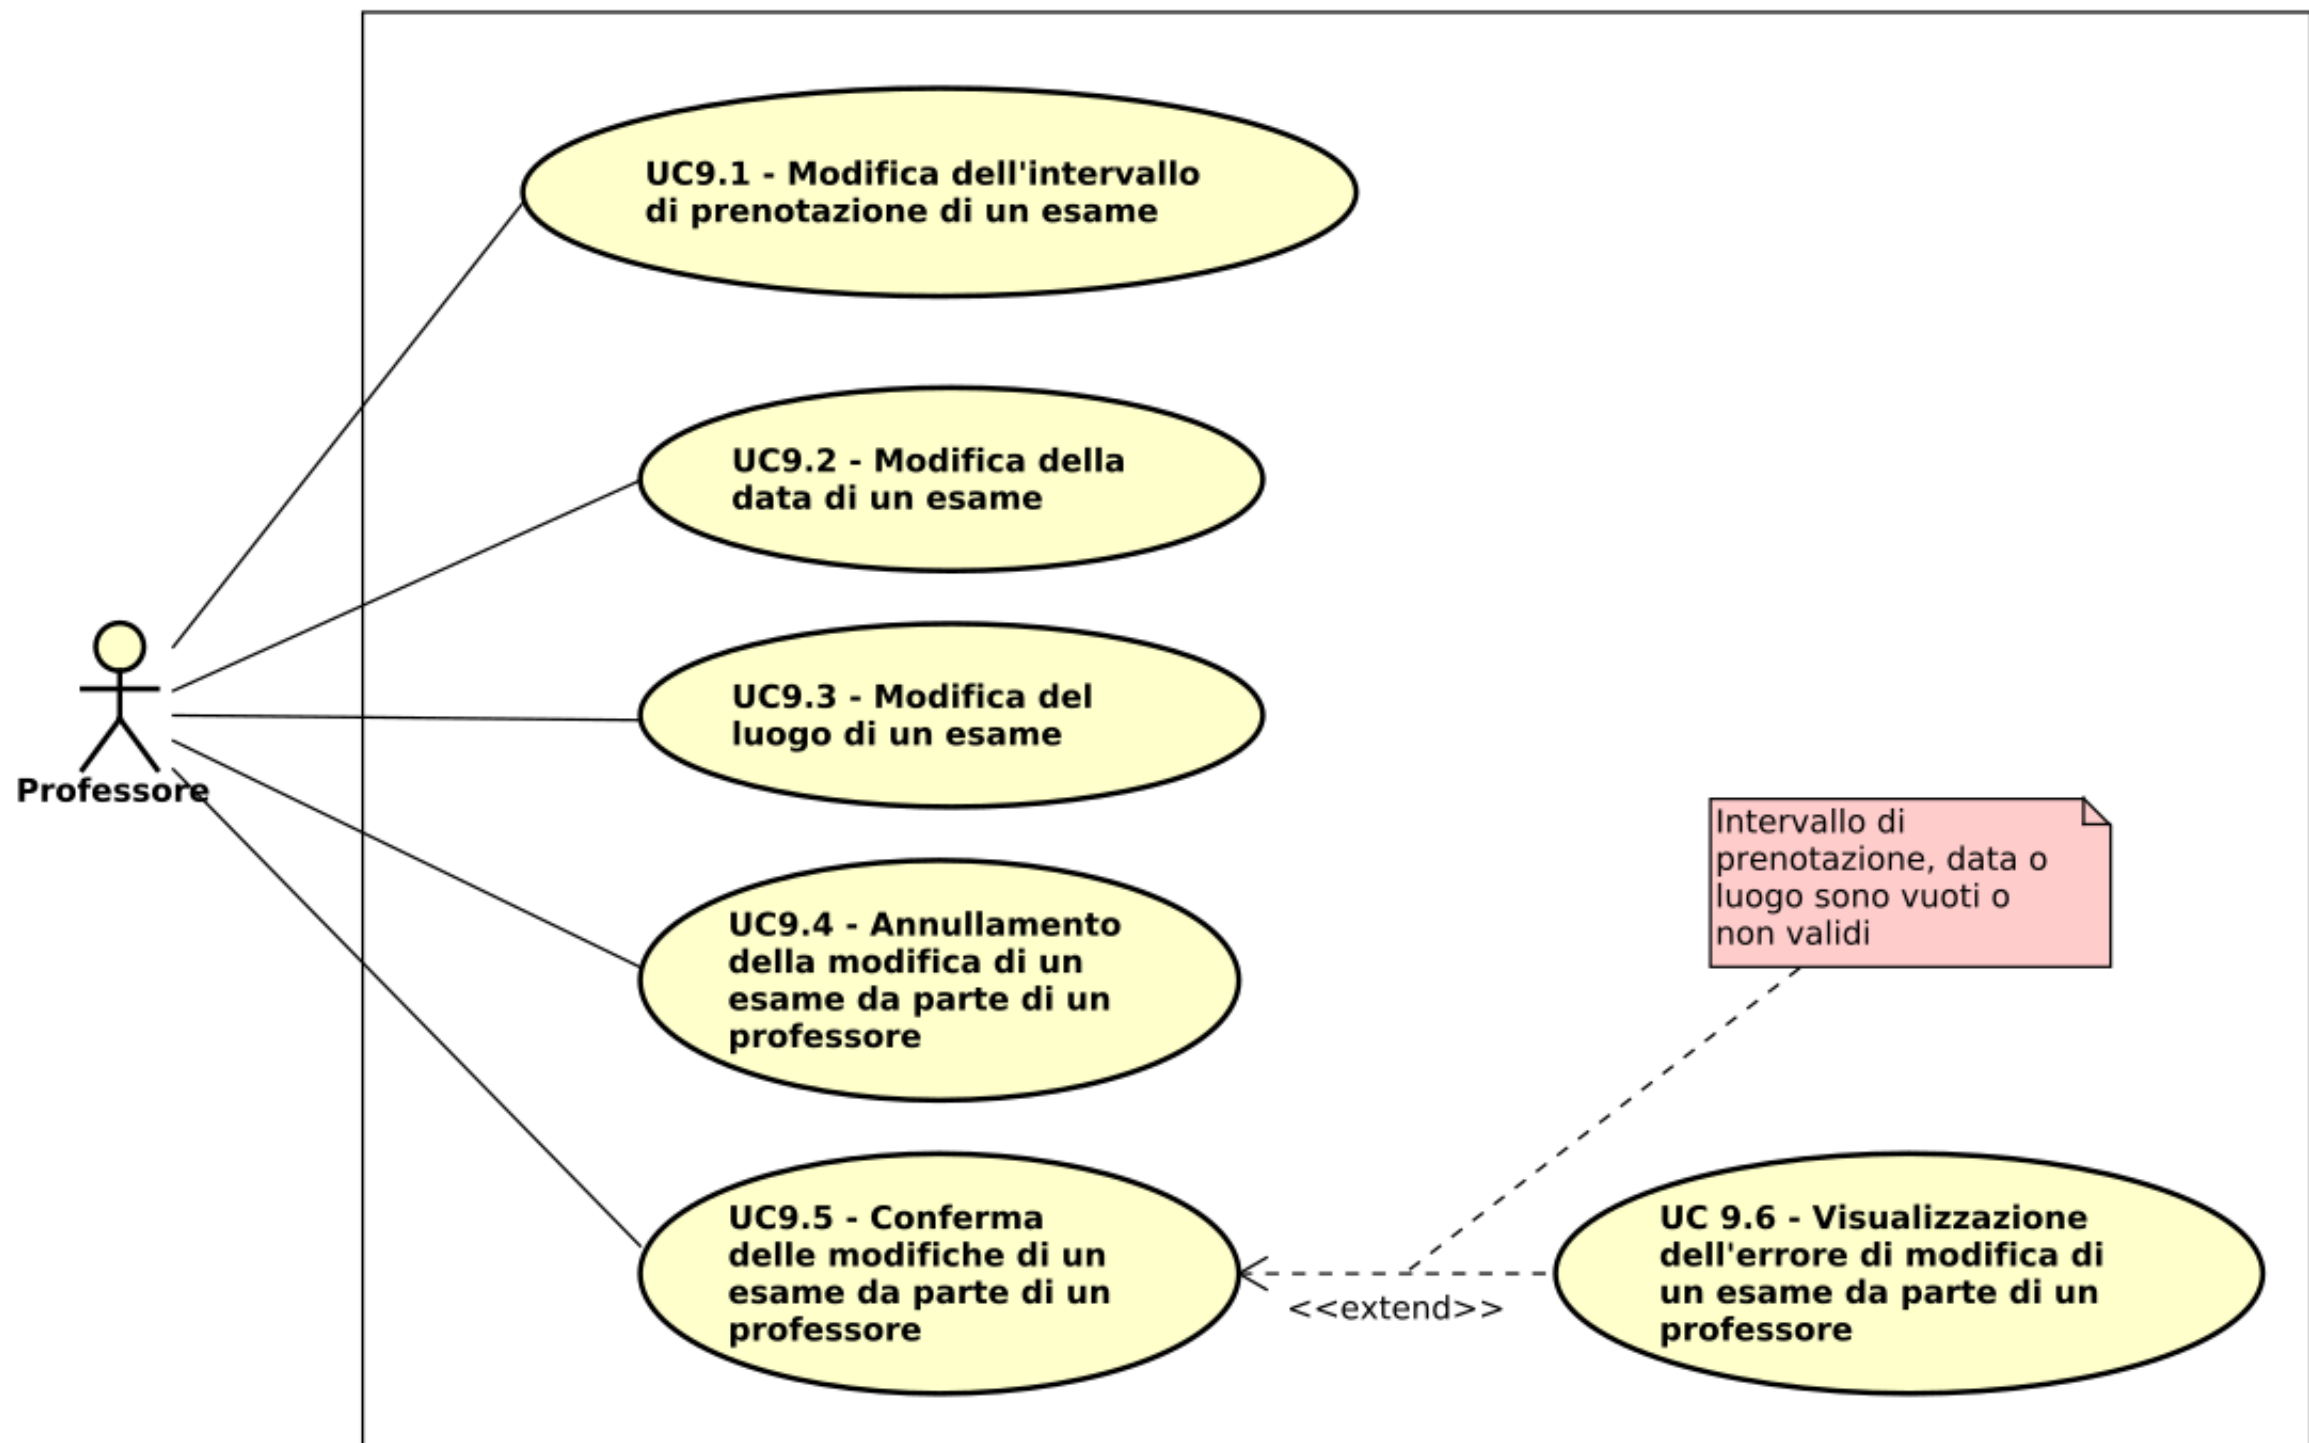 UC9.1 - Modifica dell'intervallo
di prenotazione di un esame
UC9.2 - Modifica della
data di un esame
UC9.3 - Modifica del
luogo di un esame
Professore
Intervallo di
prenotazione, data o
luogo sono vuoti o
non validi
UC9.4 - Annullamento
della modifica di un
esame da parte di un
professore
UC9.5 - Conferma
delle modifiche di un
esame da parte di un
professore
<<extend>>
UC 9.6 - Visualizzazione
dell'errore di modifica di
un esame da parte di un
professore